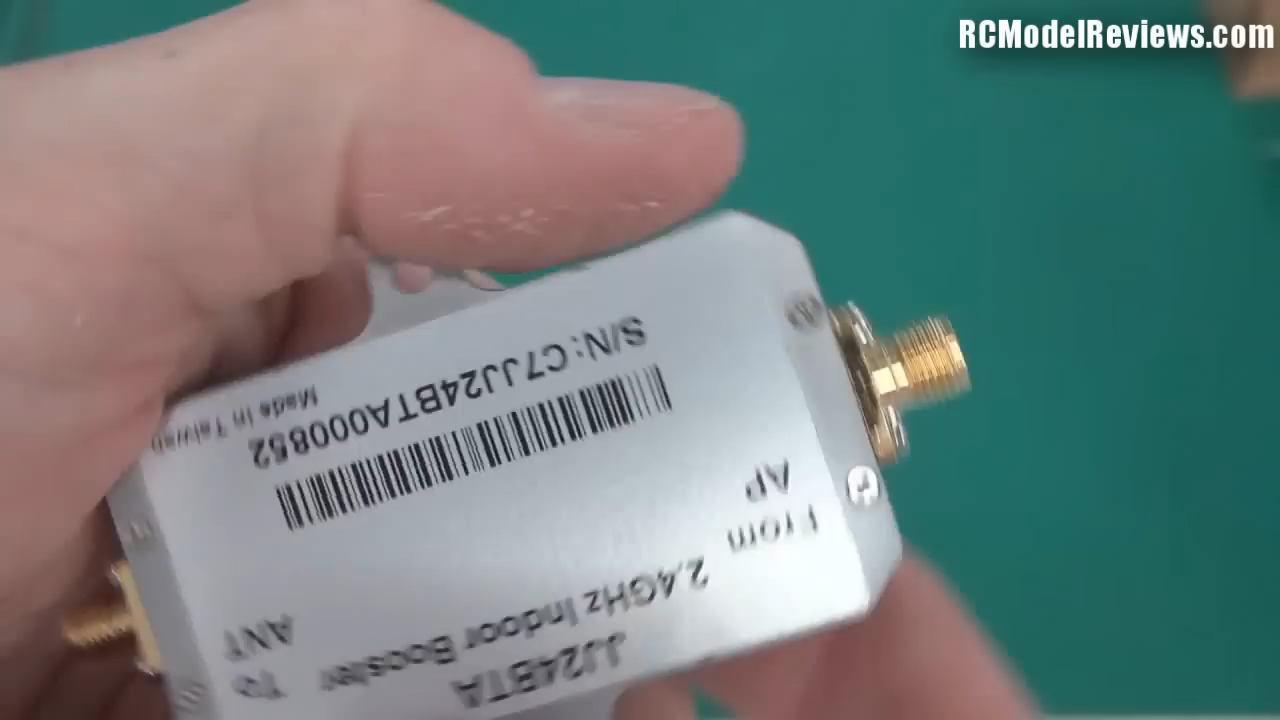 RCModelReviews.com
JJ24BTA
2.4GHz Indoor Booster
To
ANT
From
AP
S/N:C7JJ24BTA000852
Made in Taiwan